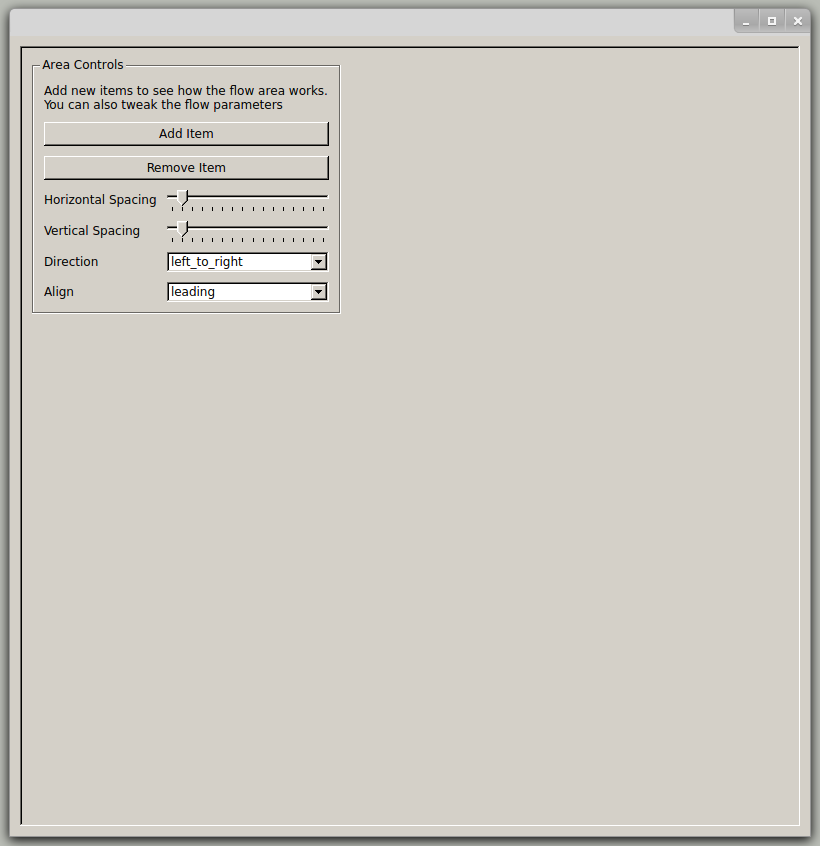 Area Controls
Add new items to see how the flow area works.
You can also tweak the flow parameters
Add Item
Remove Item
Horizontal Spacing
Vertical Spacing
Direction left_to_right
Align leading